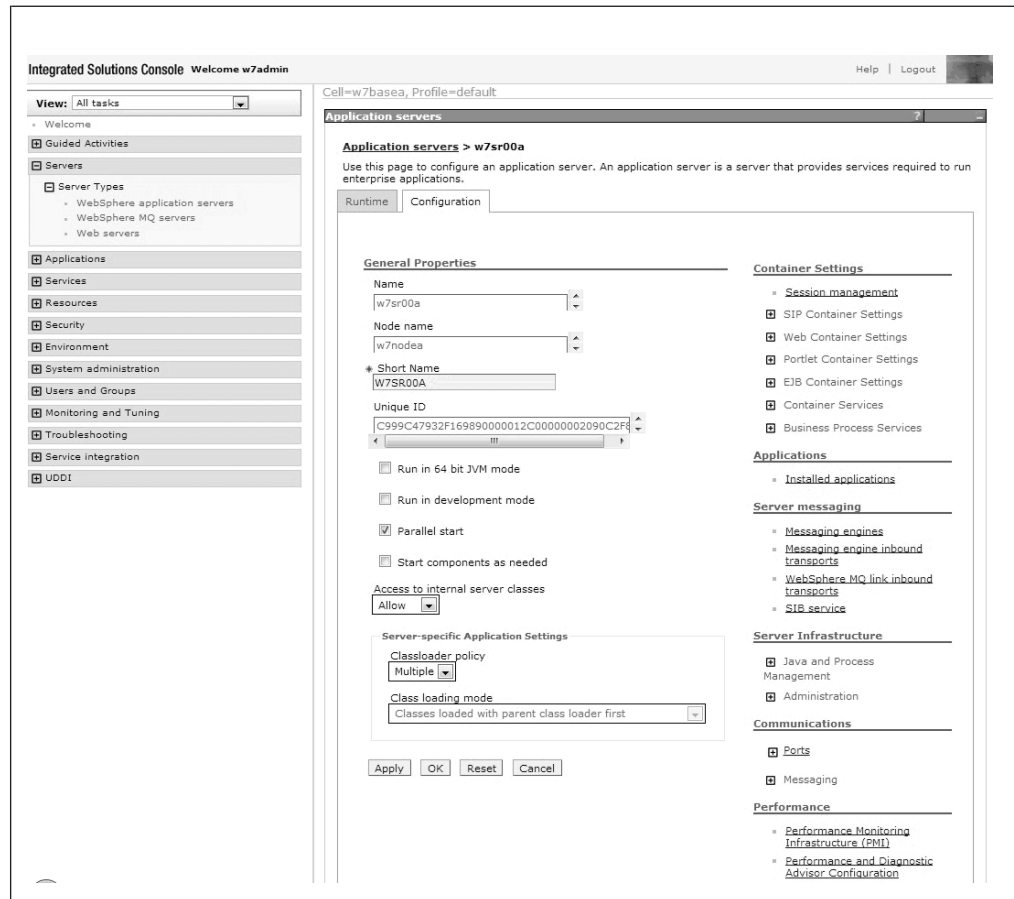 Integrated Solutions Console Welcome w7admin
Help | Logout
View: All tasks
Welcome
Guided Activities
Servers
Server Types
WebSphere application servers
WebSphere MQ servers
Web servers
Applications
Services
Resources
Security
Environment
System administration
Users and Groups
Monitoring and Tuning
Troubleshooting
Service integration
UDDI
Cell=w7basea, Profile=default
Application servers ? -
Application servers > w7sr00a
Use this page to configure an application server. An application server is a server that provides services required to run
enterprise applications.
Runtime Configuration
General Properties
Name
w7sr00a
Node name
w7nodea
Short Name
W7SR00A
Unique ID
C999C47932F169890000012C00000002090C2F8
Run in 64 bit JVM mode
Run in development mode
Parallel start
Start components as needed
Access to internal server classes
Allow
Server-specific Application Settings
Classloader policy
Multiple
Class loading mode
Classes loaded with parent class loader first
Apply OK Reset Cancel
Container Settings
Session management
SIP Container Settings
Web Container Settings
Portlet Container Settings
EJB Container Settings
Container Services
Business Process Services
Applications
Installed applications
Server messaging
Messaging engines
Messaging engine inbound
transports
WebSphere MQ link inbound
transports
SIB service
Server Infrastructure
Java and Process
Management
Administration
Communications
Ports
Messaging
Performance
Performance Monitoring
Infrastructure (PMI)
Performance and Diagnostic
Advisor Configuration